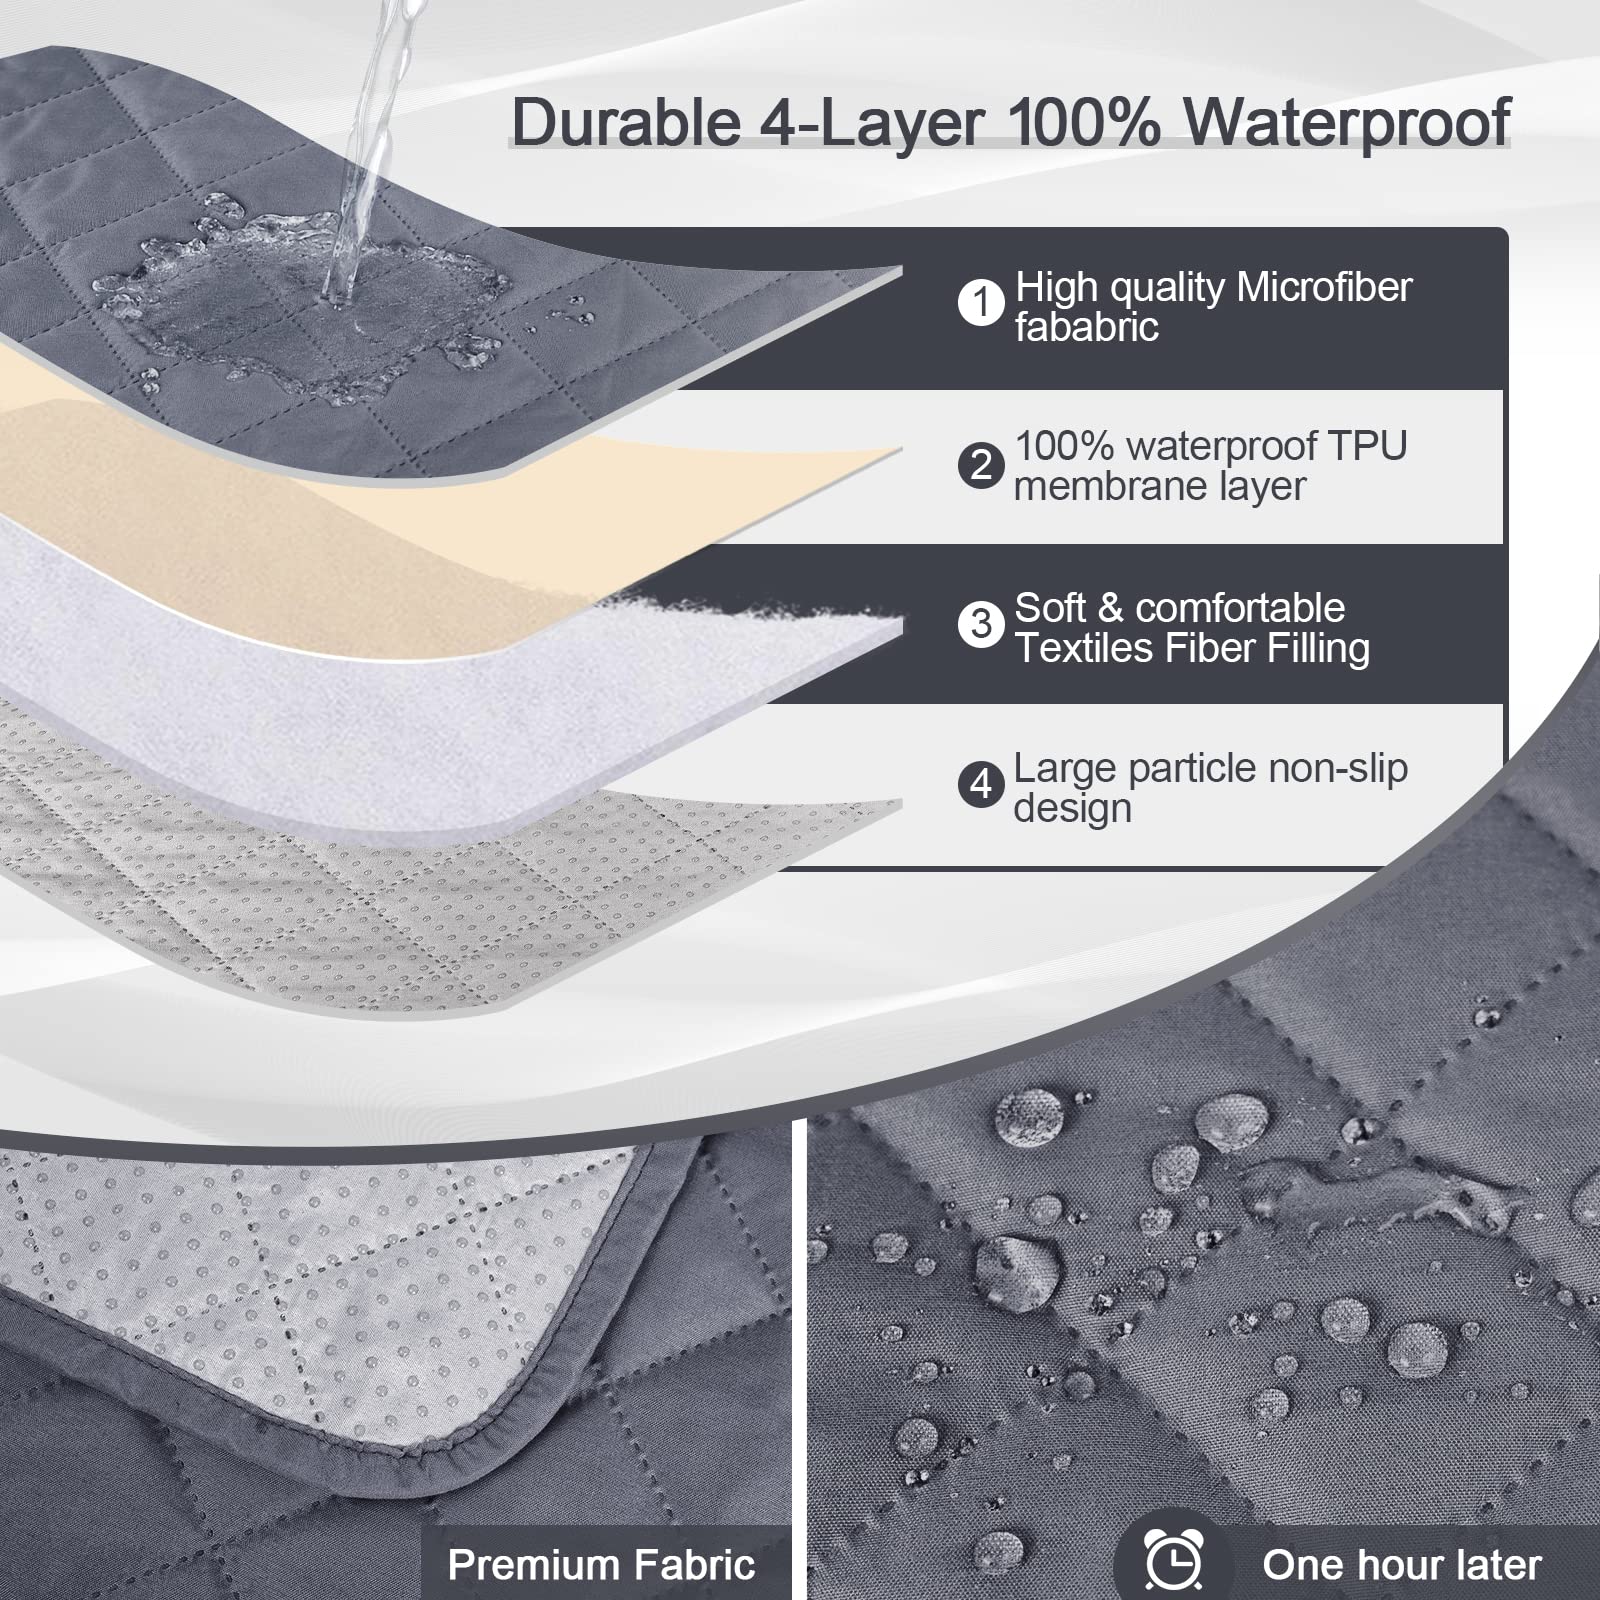 Durable 4-Layer 100% Waterproof
1 High quality Microfiber
fababric
2 100% waterproof TPU
membrane layer
3 Soft & comfortable
Textiles Fiber Filling
4 Large particle non-slip
design
Premium Fabric
One hour later